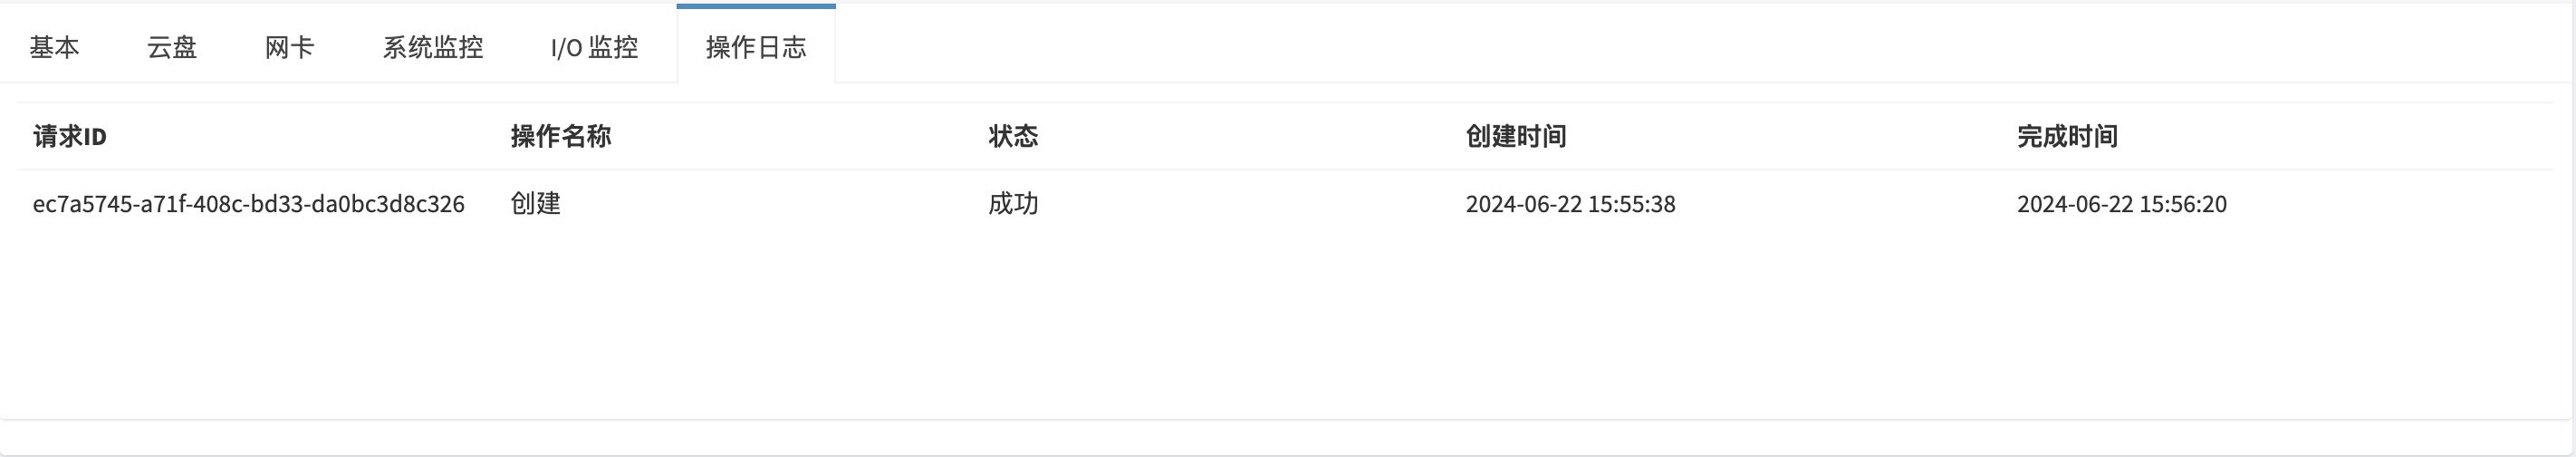 基本 云盘 网卡 系统监控 I/O 监控 操作日志
请求ID 操作名称 状态 创建时间 完成时间
ec7a5745-a71f-408c-bd33-da0bc3d8c326 创建 成功 2024-06-22 15:55:38 2024-06-22 15:56:20